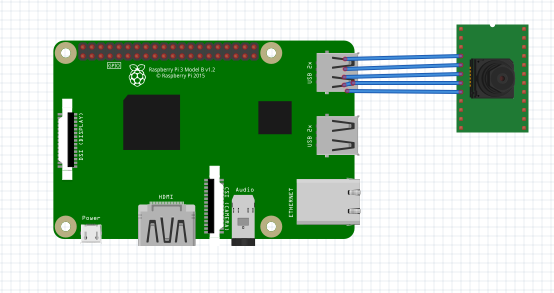 GPIO
Raspberry Pi 3 Model B v1.2
© Raspberry Pi 2015
USB 2x
DSI (DISPLAY)
USB 2x
HDMI
CSI (CAMERA)
Audio
ETHERNET
Power